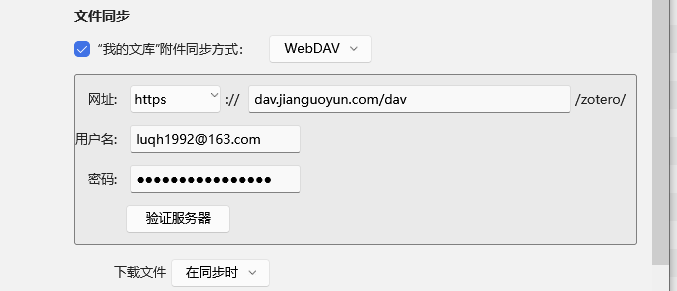 文件同步
“我的文库”附件同步方式： WebDAV
网址: https :// dav.jianguoyun.com/dav /zotero/
用户名: luqh1992@163.com
密码: ●●●●●●●●●●●●●●●●
验证服务器
下载文件 在同步时